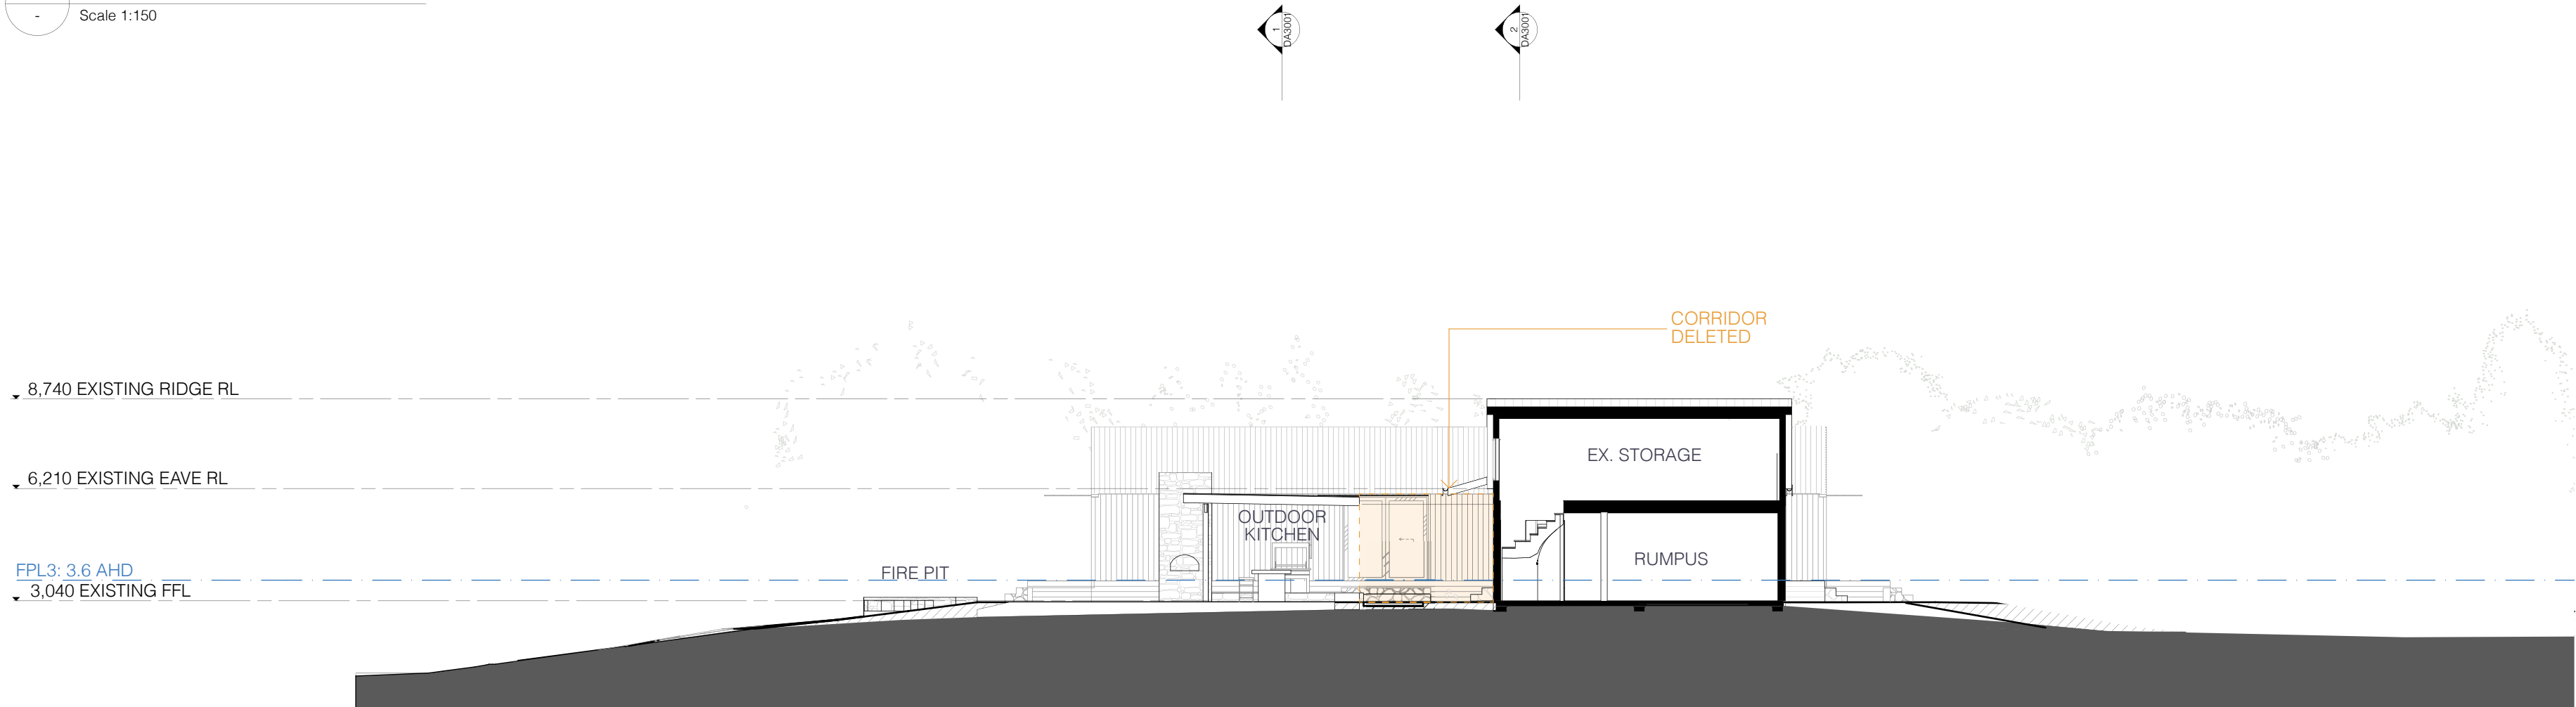 -
Scale 1:150
1
DA3001
2
DA3001
CORRIDOR
DELETED
8,740 EXISTING RIDGE RL
EX. STORAGE
6,210 EXISTING EAVE RL
OUTDOOR
KITCHEN
RUMPUS
FPL3: 3.6 AHD
FIRE PIT
3,040 EXISTING FFL